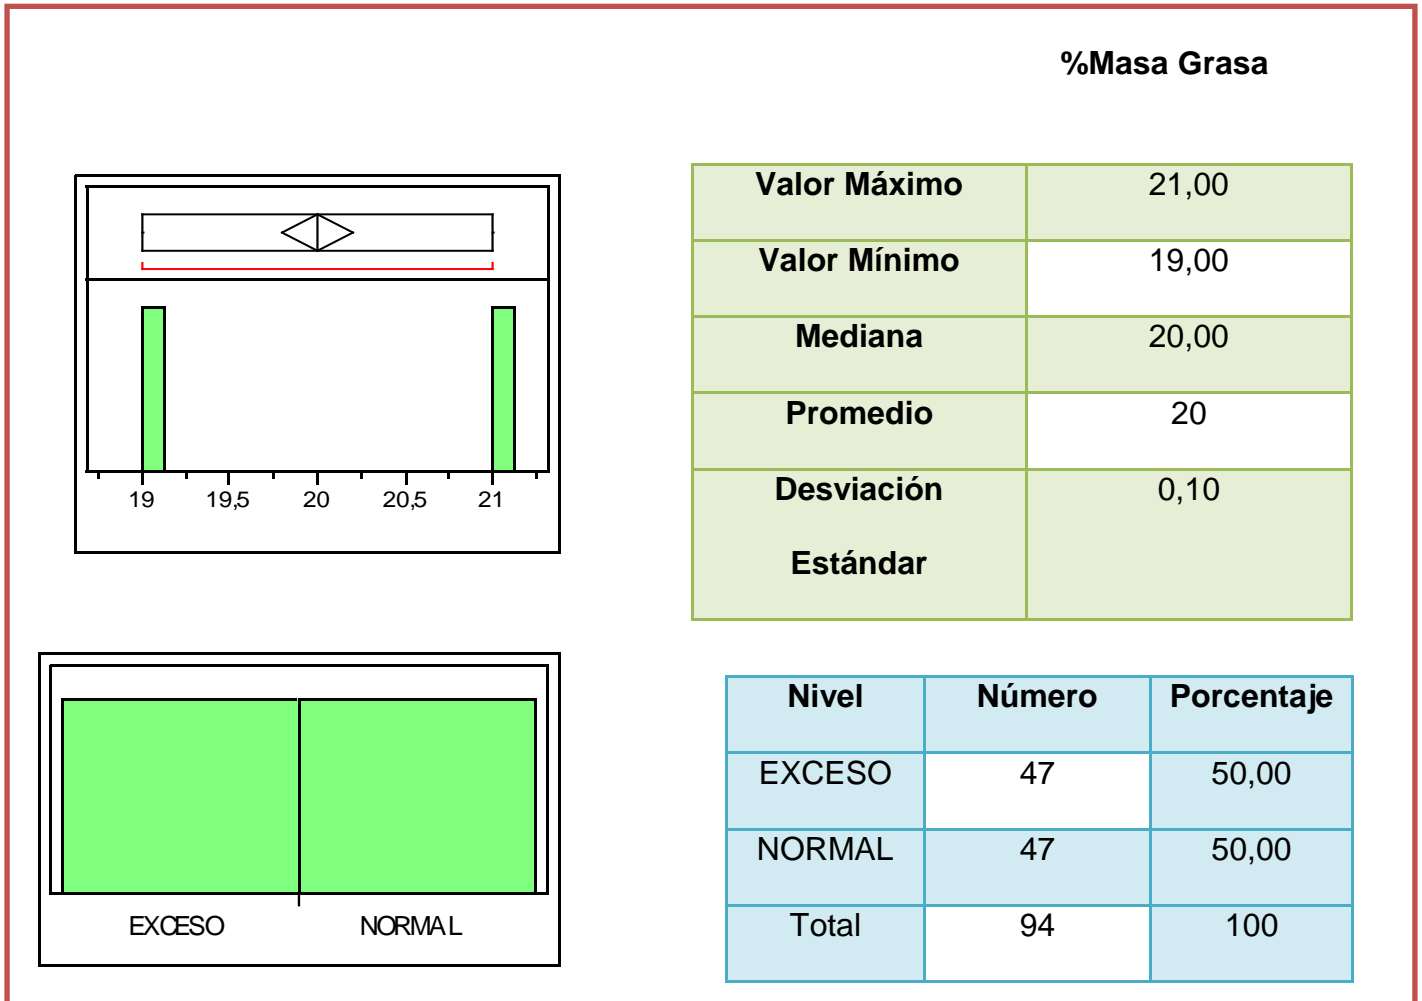 %Masa Grasa
19 19,5 20 20,5 21
Valor Máximo 21,00
Valor Mínimo 19,00
Mediana 20,00
Promedio 20
Desviación 0,10
Estándar
EXCESO NORMAL
Nivel Número Porcentaje
EXCESO 47 50,00
NORMAL 47 50,00
Total 94 100